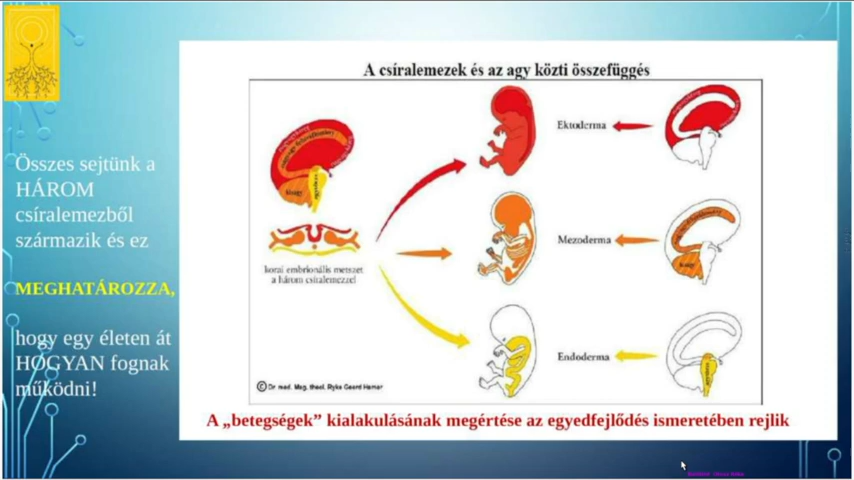 A csíralemezek és az agy közti összefüggés
Összes sejtünk a
HÁROM
csíralemezből
származik és ez
MEGHATÁROZZA,
hogy egy életen át
HOGYAN fognak
működni!
korai embrionális metszet
a három csíralemezzel
Ektoderma
Mezoderma
Endoderma
©Dr med. Mag. theol. Ryke Geerd Hamer
A „betegségek” kialakulásának megértése az egyedfejlődés ismeretében rejlik